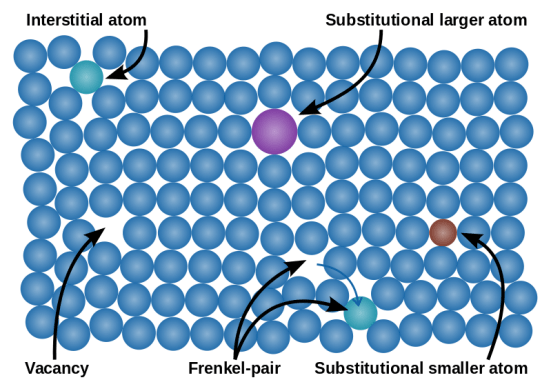 Interstitial atom
Substitutional larger atom
Vacancy
Frenkel-pair
Substitutional smaller atom